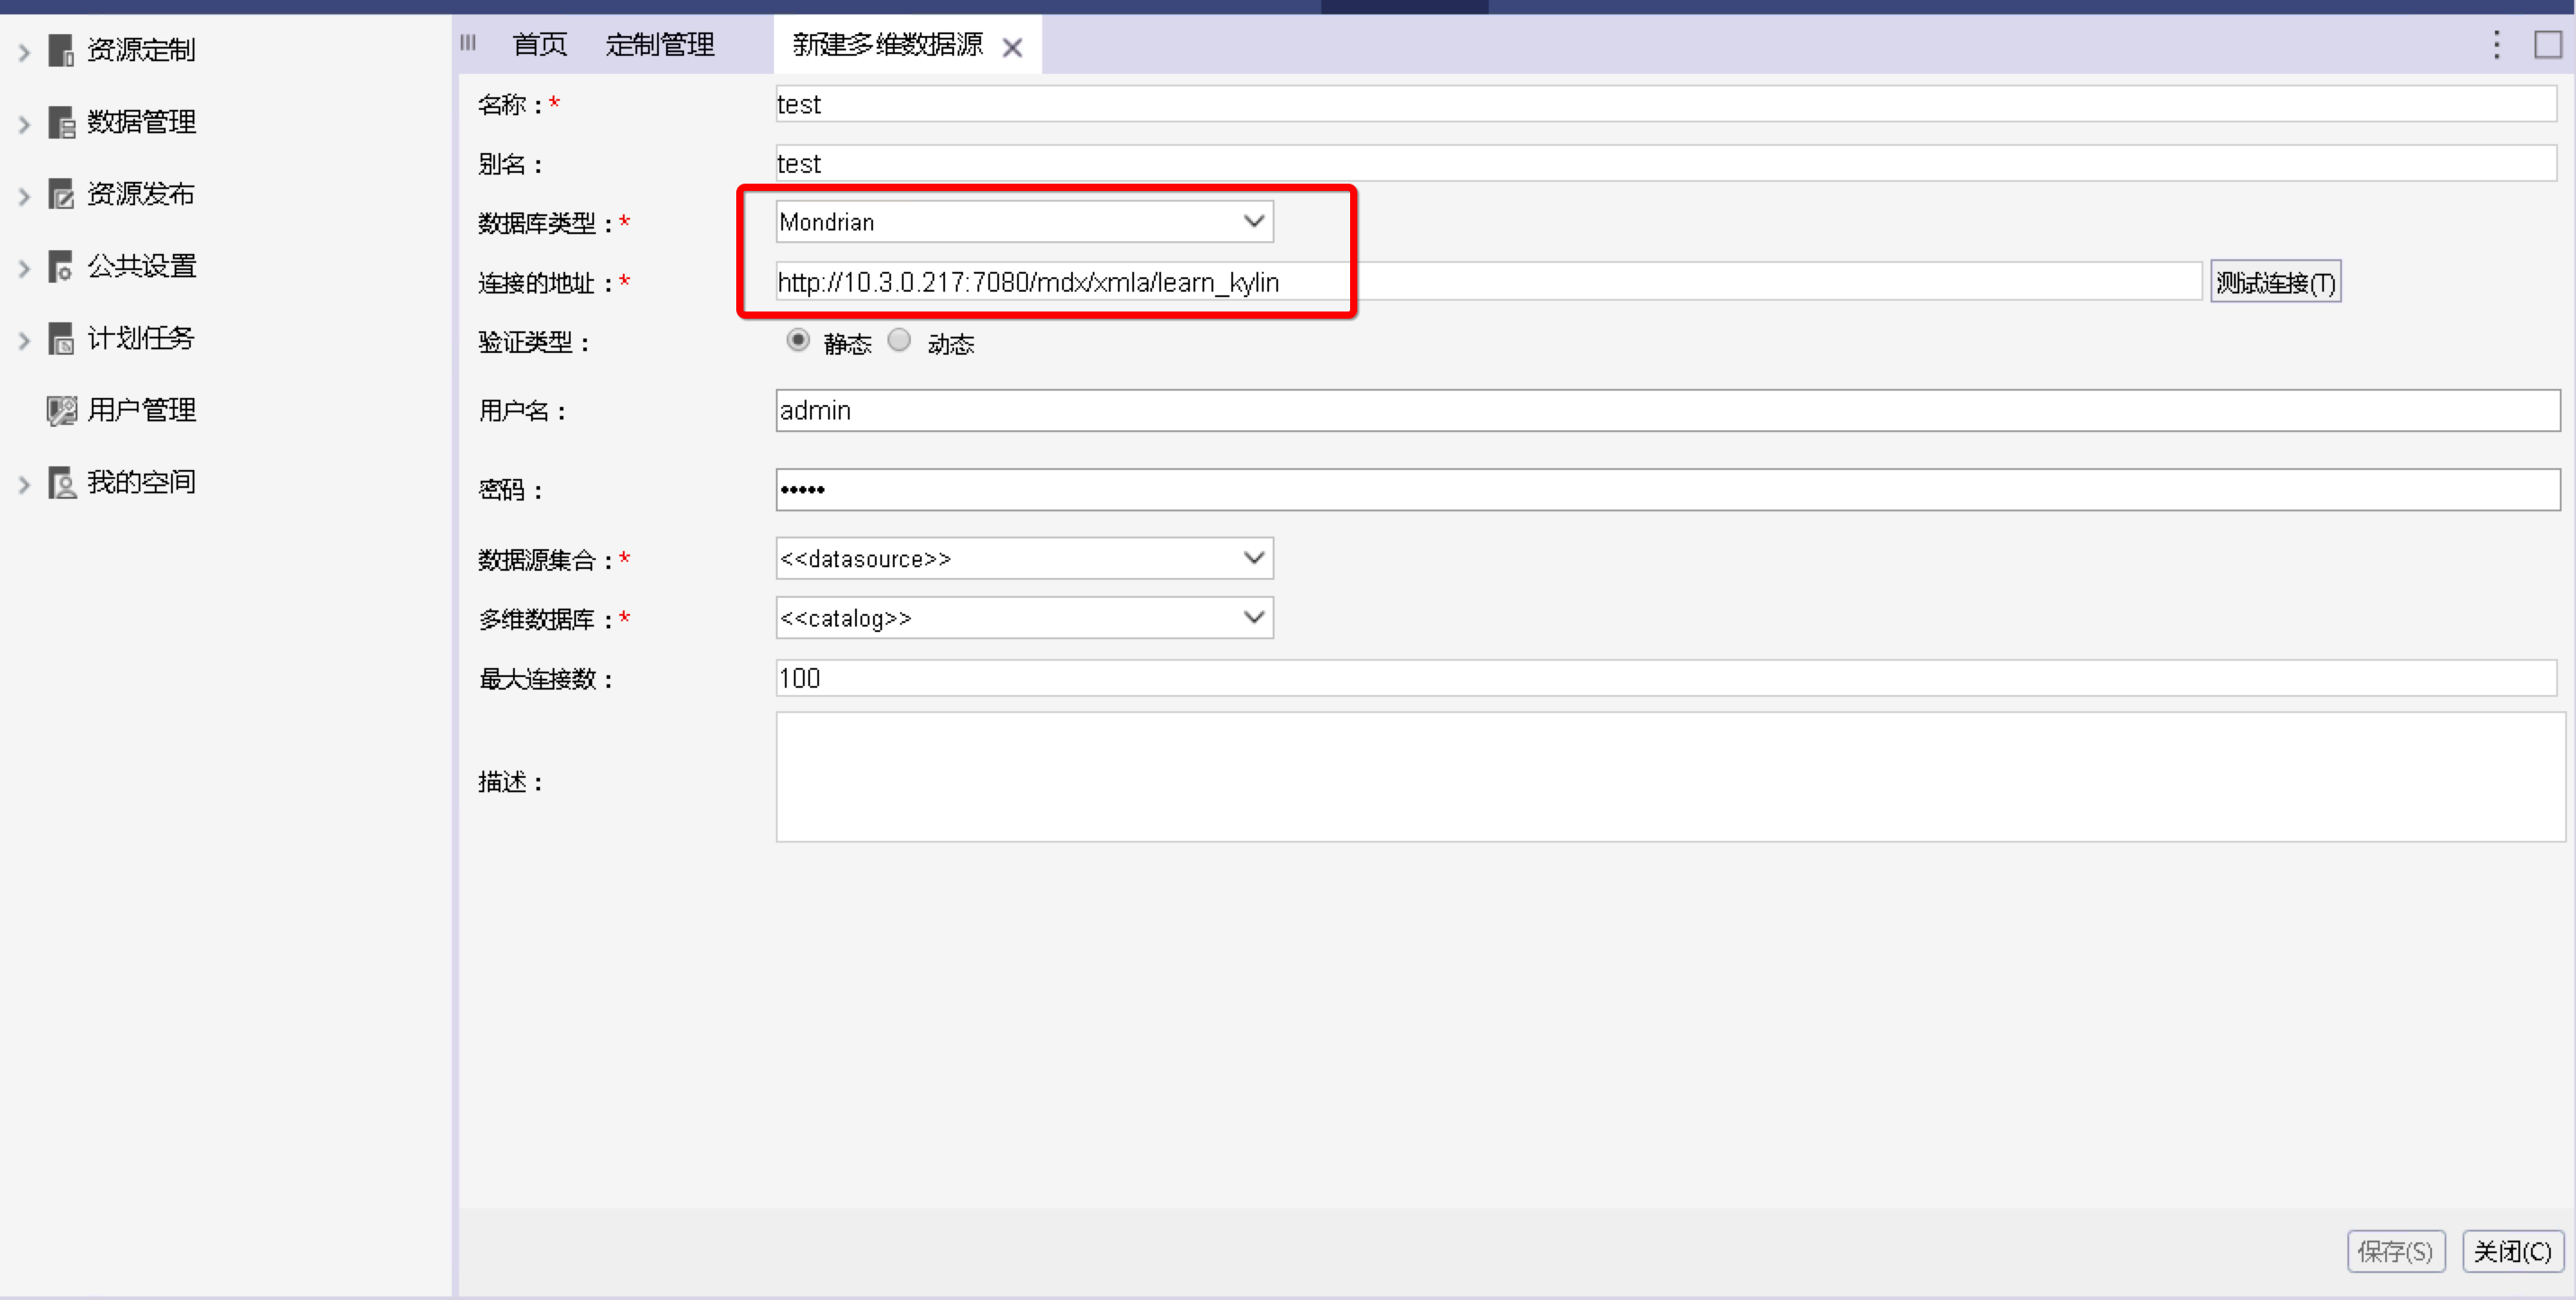 资源定制
数据管理
资源发布
公共设置
计划任务
用户管理
我的空间
首页 定制管理 新建多维数据源
名称：* test
别名： test
数据库类型：* Mondrian
连接的地址：* http://10.3.0.217:7080/mdx/xmla/learn_kylin 测试连接(T)
验证类型： 静态 动态
用户名： admin
密码： •••••
数据源集合：* <<datasource>>
多维数据库：* <<catalog>>
最大连接数： 100
描述：
保存(S) 关闭(C)